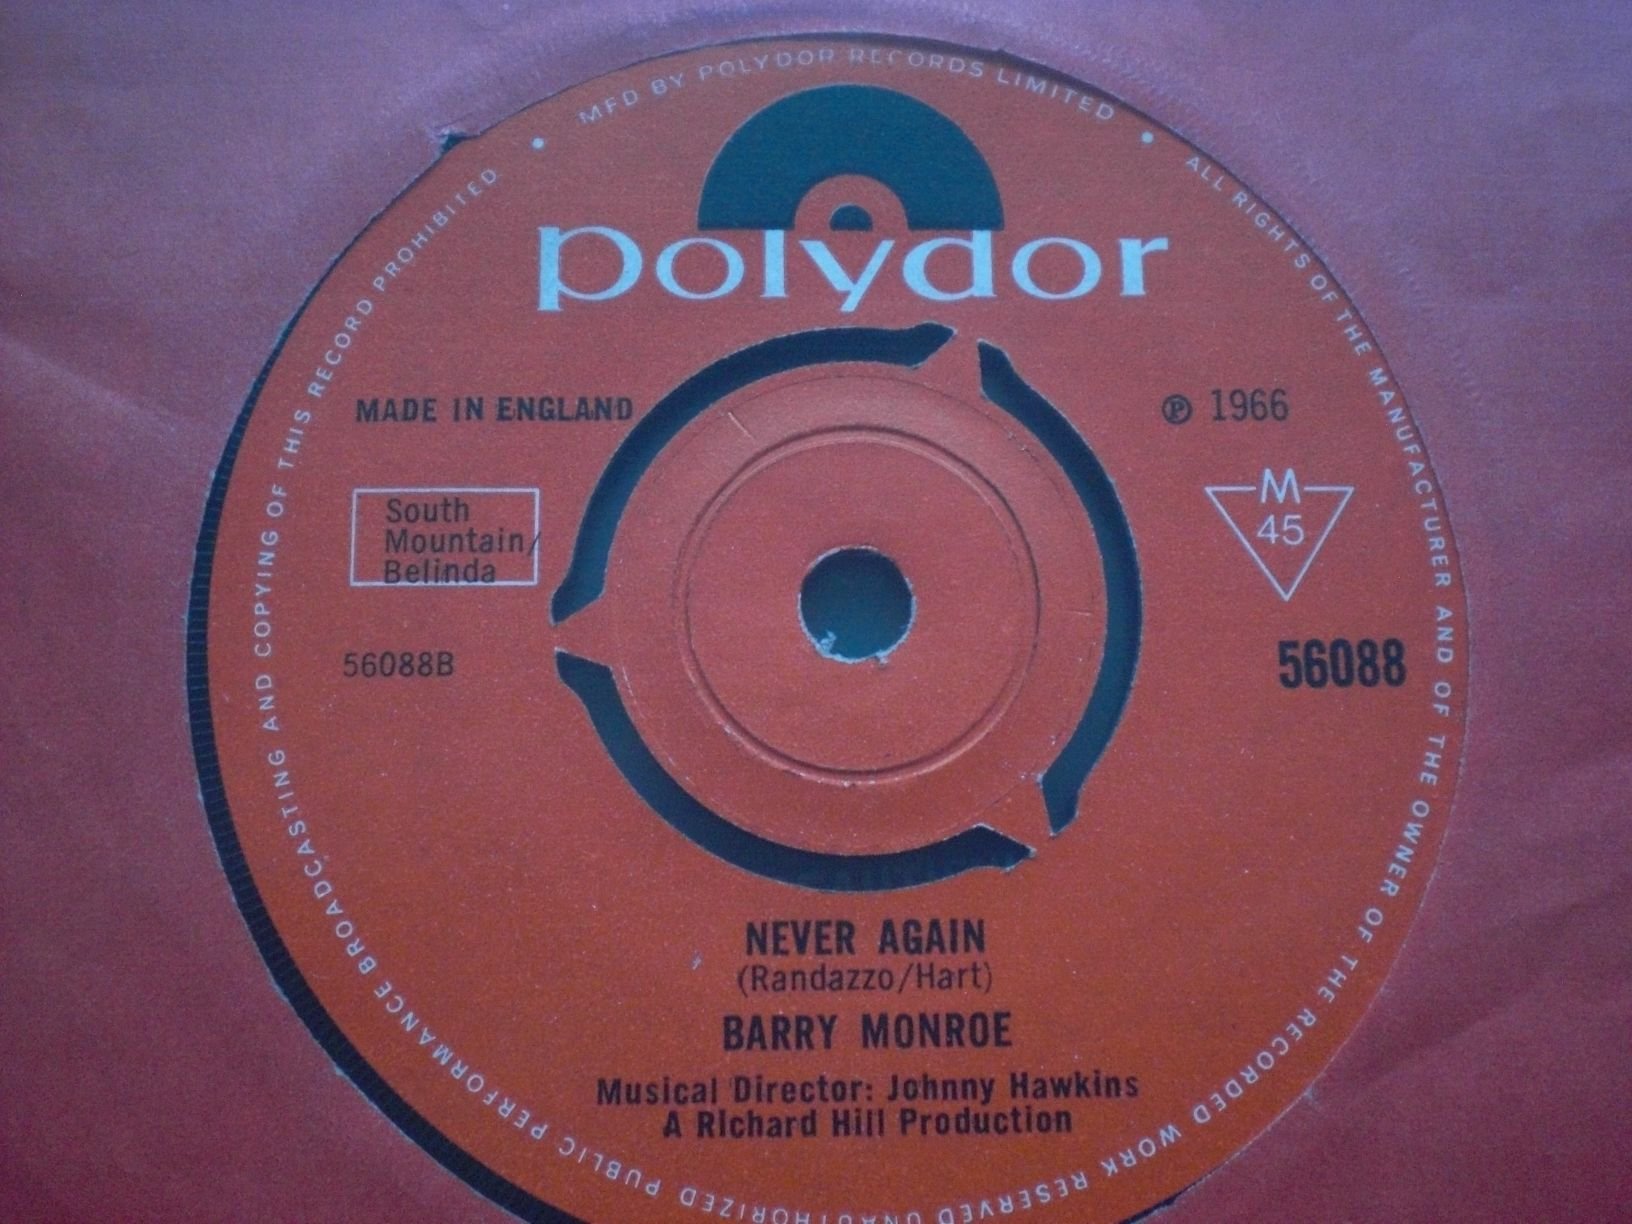 MFD BY POLYDOR RECORDS LIMITED • ALL RIGHTS OF THE MANUFACTURER AND OF THE OWNER OF THE RECORDED WORK RESERVED UNAUTHORIZED PUBLIC PERFORMANCE BROADCASTING AND COPYING OF THIS RECORD PROHIBITED •
polydor
MADE IN ENGLAND
℗ 1966
South
Mountain/
Belinda
M
45
56088B
56088
NEVER AGAIN
(Randazzo/Hart)
BARRY MONROE
Musical Director: Johnny Hawkins
A Richard Hill Production